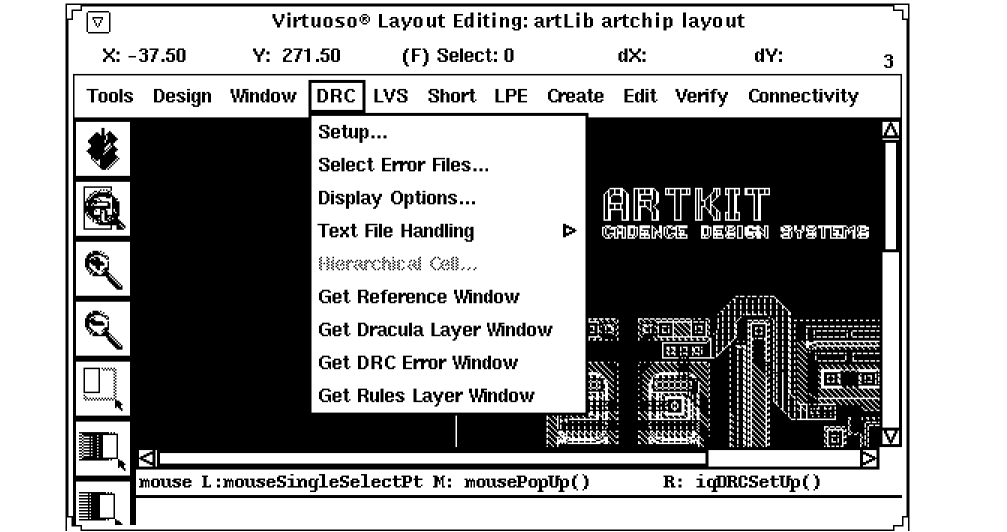 Virtuoso® Layout Editing: artLib artchip layout
X: -37.50 Y: 271.50 (F) Select: 0 dX: dY: 3
Tools Design Window DRC LVS Short LPE Create Edit Verify Connectivity
Setup...
Select Error Files...
Display Options...
Text File Handling
Hierarchical Cell...
Get Reference Window
Get Dracula Layer Window
Get DRC Error Window
Get Rules Layer Window
ARTKIT
CADENCE DESIGN SYSTEMS
mouse L:mouseSingleSelectPt M: mousePopUp() R: iqDRCSetUp()